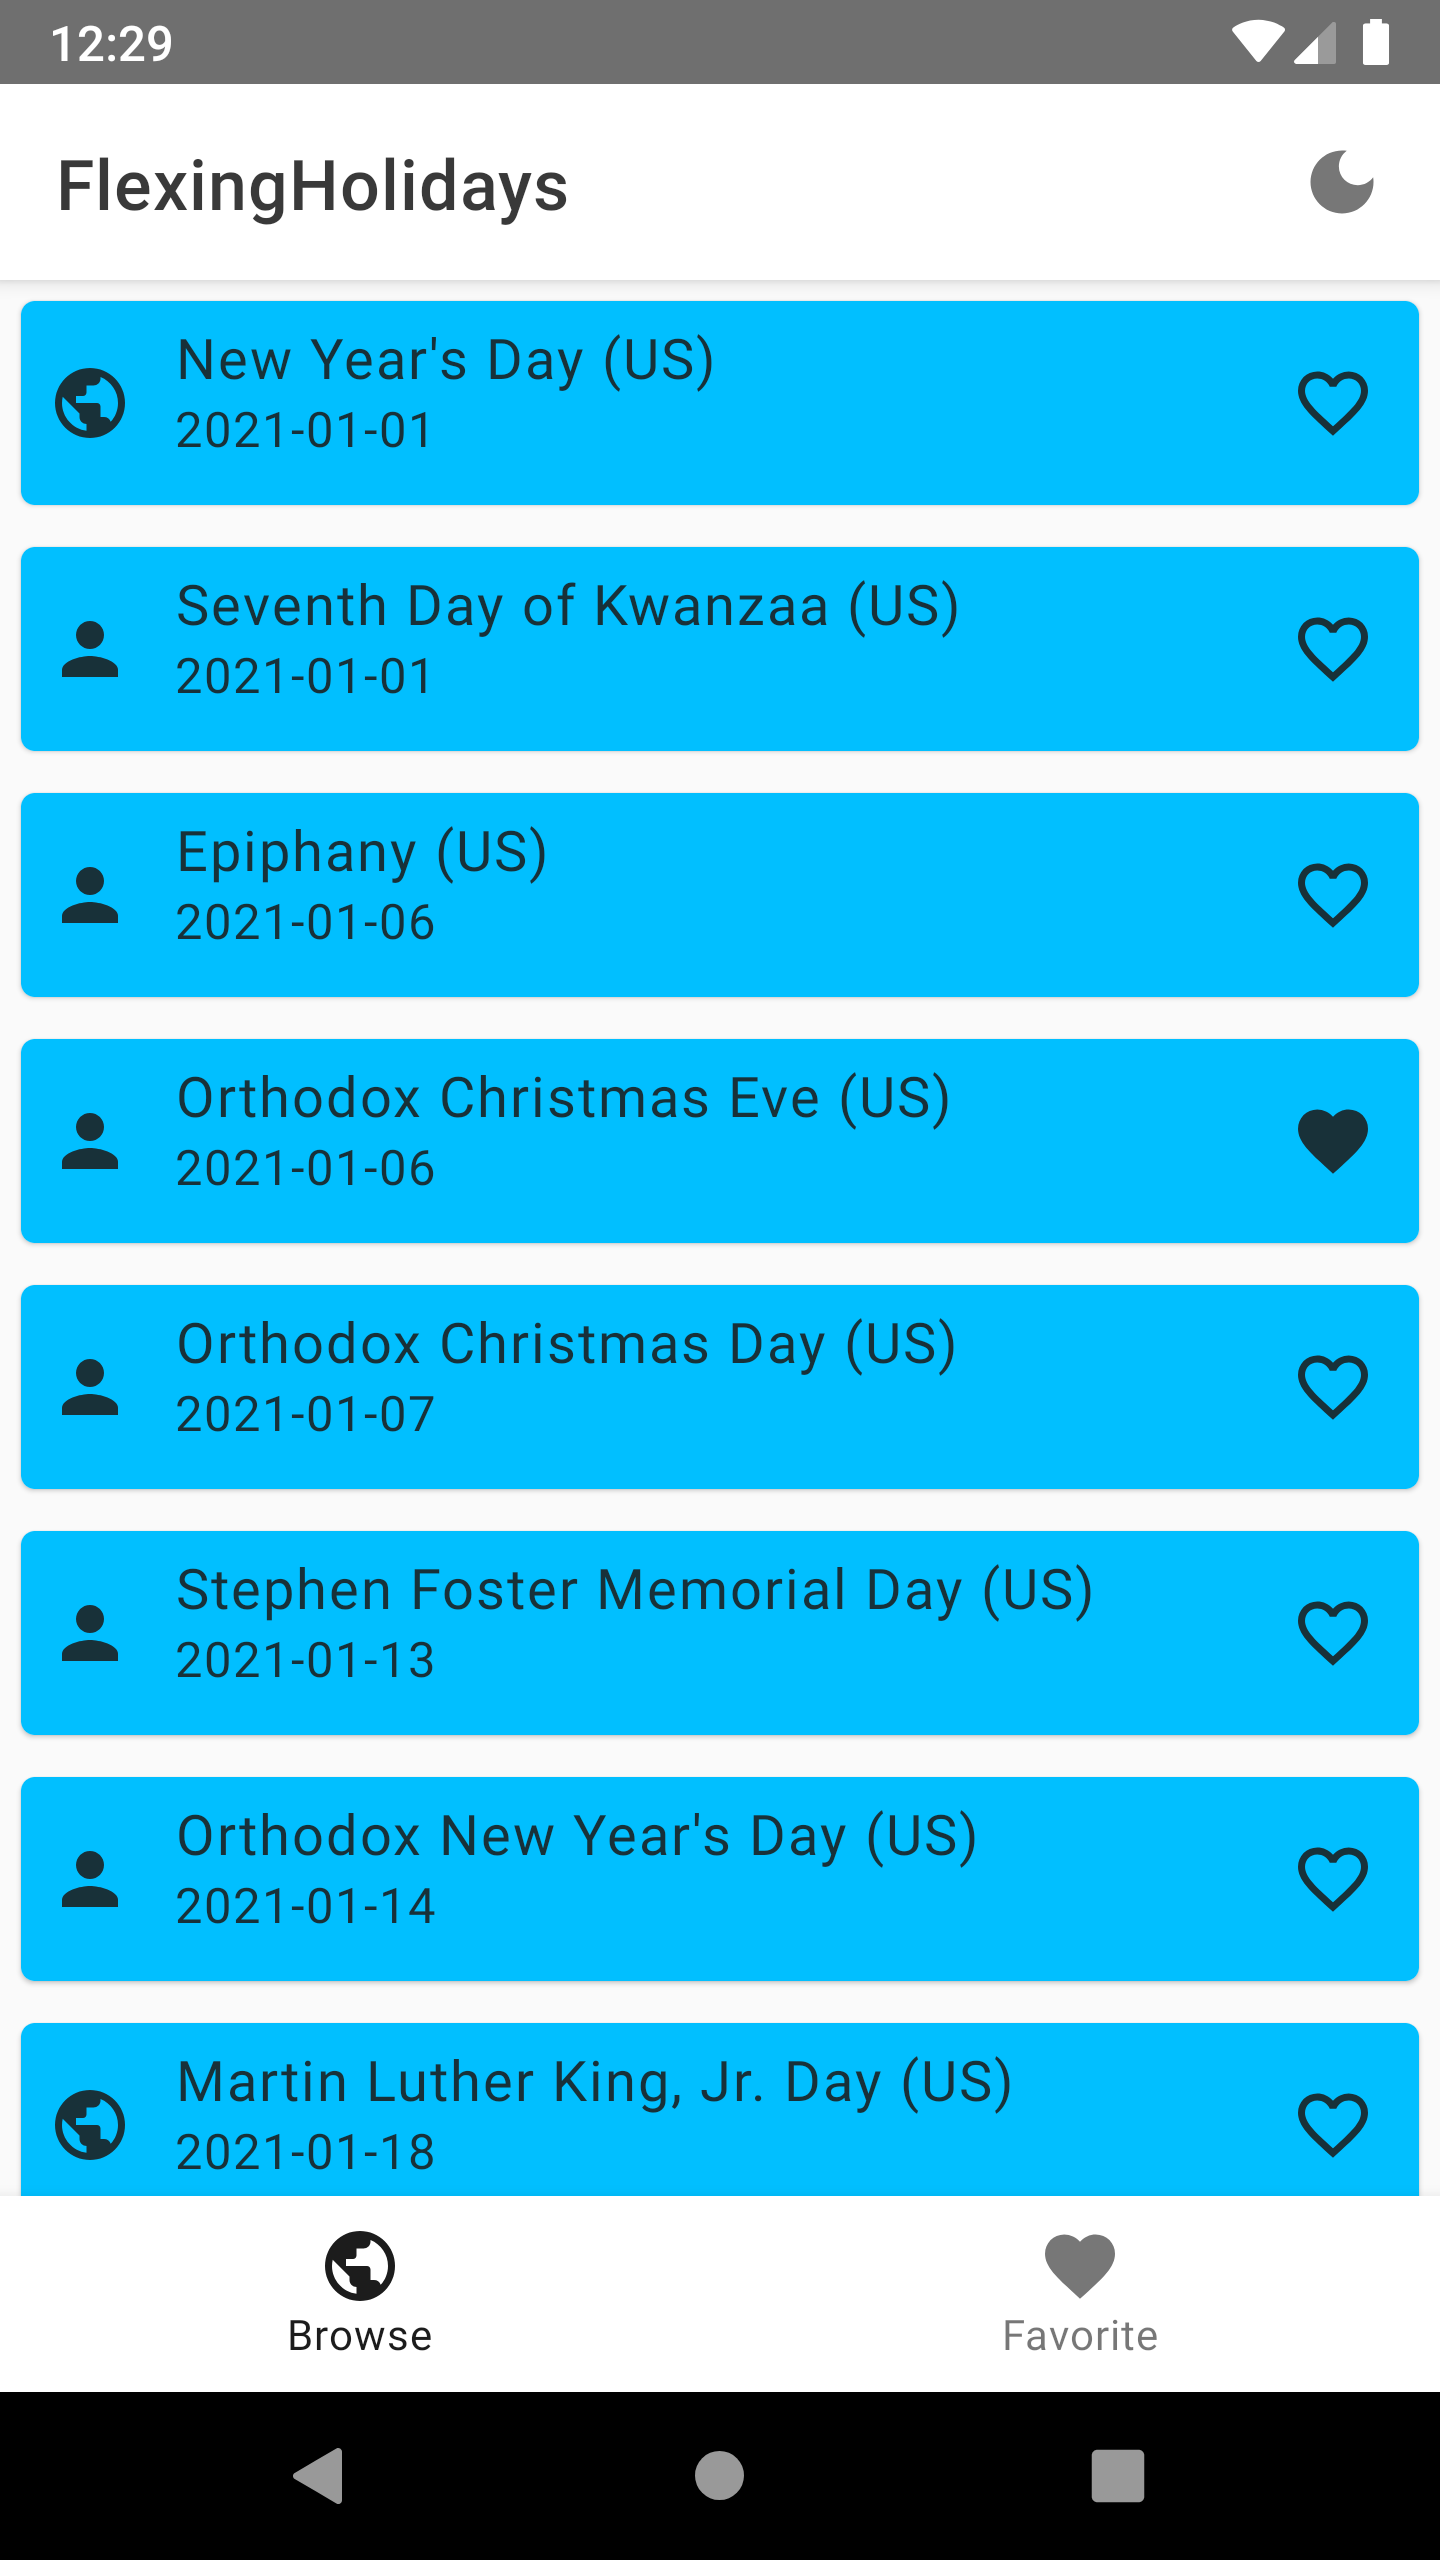 12:29
FlexingHolidays
New Year's Day (US)
2021-01-01
Seventh Day of Kwanzaa (US)
2021-01-01
Epiphany (US)
2021-01-06
Orthodox Christmas Eve (US)
2021-01-06
Orthodox Christmas Day (US)
2021-01-07
Stephen Foster Memorial Day (US)
2021-01-13
Orthodox New Year's Day (US)
2021-01-14
Martin Luther King, Jr. Day (US)
2021-01-18
Browse
Favorite